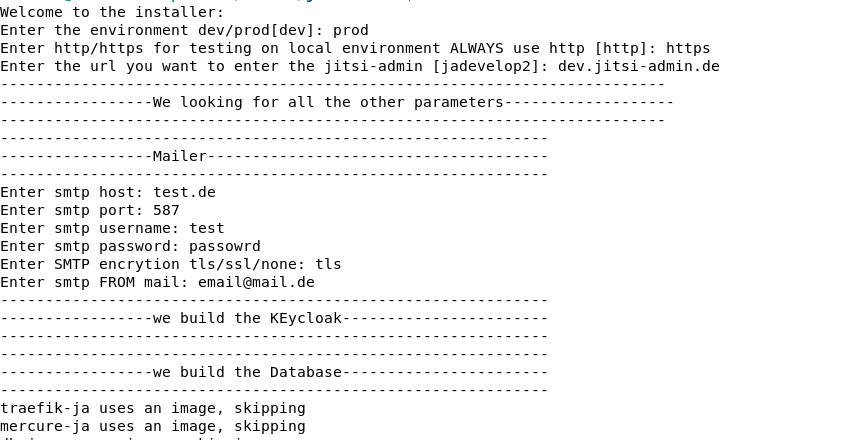 Welcome to the installer:
Enter the environment dev/prod[dev]: prod
Enter http/https for testing on local environment ALWAYS use http [http]: https
Enter the url you want to enter the jitsi-admin [jadevelop2]: dev.jitsi-admin.de
--------------------------------------------------------------------------
-----------------We looking for all the other parameters-------------------
--------------------------------------------------------------------------
-------------------------------------------------------------
-----------------Mailer--------------------------------------
-------------------------------------------------------------
Enter smtp host: test.de
Enter smtp port: 587
Enter smtp username: test
Enter smtp password: passowrd
Enter SMTP encrytion tls/ssl/none: tls
Enter smtp FROM mail: email@mail.de
-------------------------------------------------------------
-----------------we build the KEycloak-----------------------
-------------------------------------------------------------
-------------------------------------------------------------
-----------------we build the Database-----------------------
-------------------------------------------------------------
traefik-ja uses an image, skipping
mercure-ja uses an image, skipping